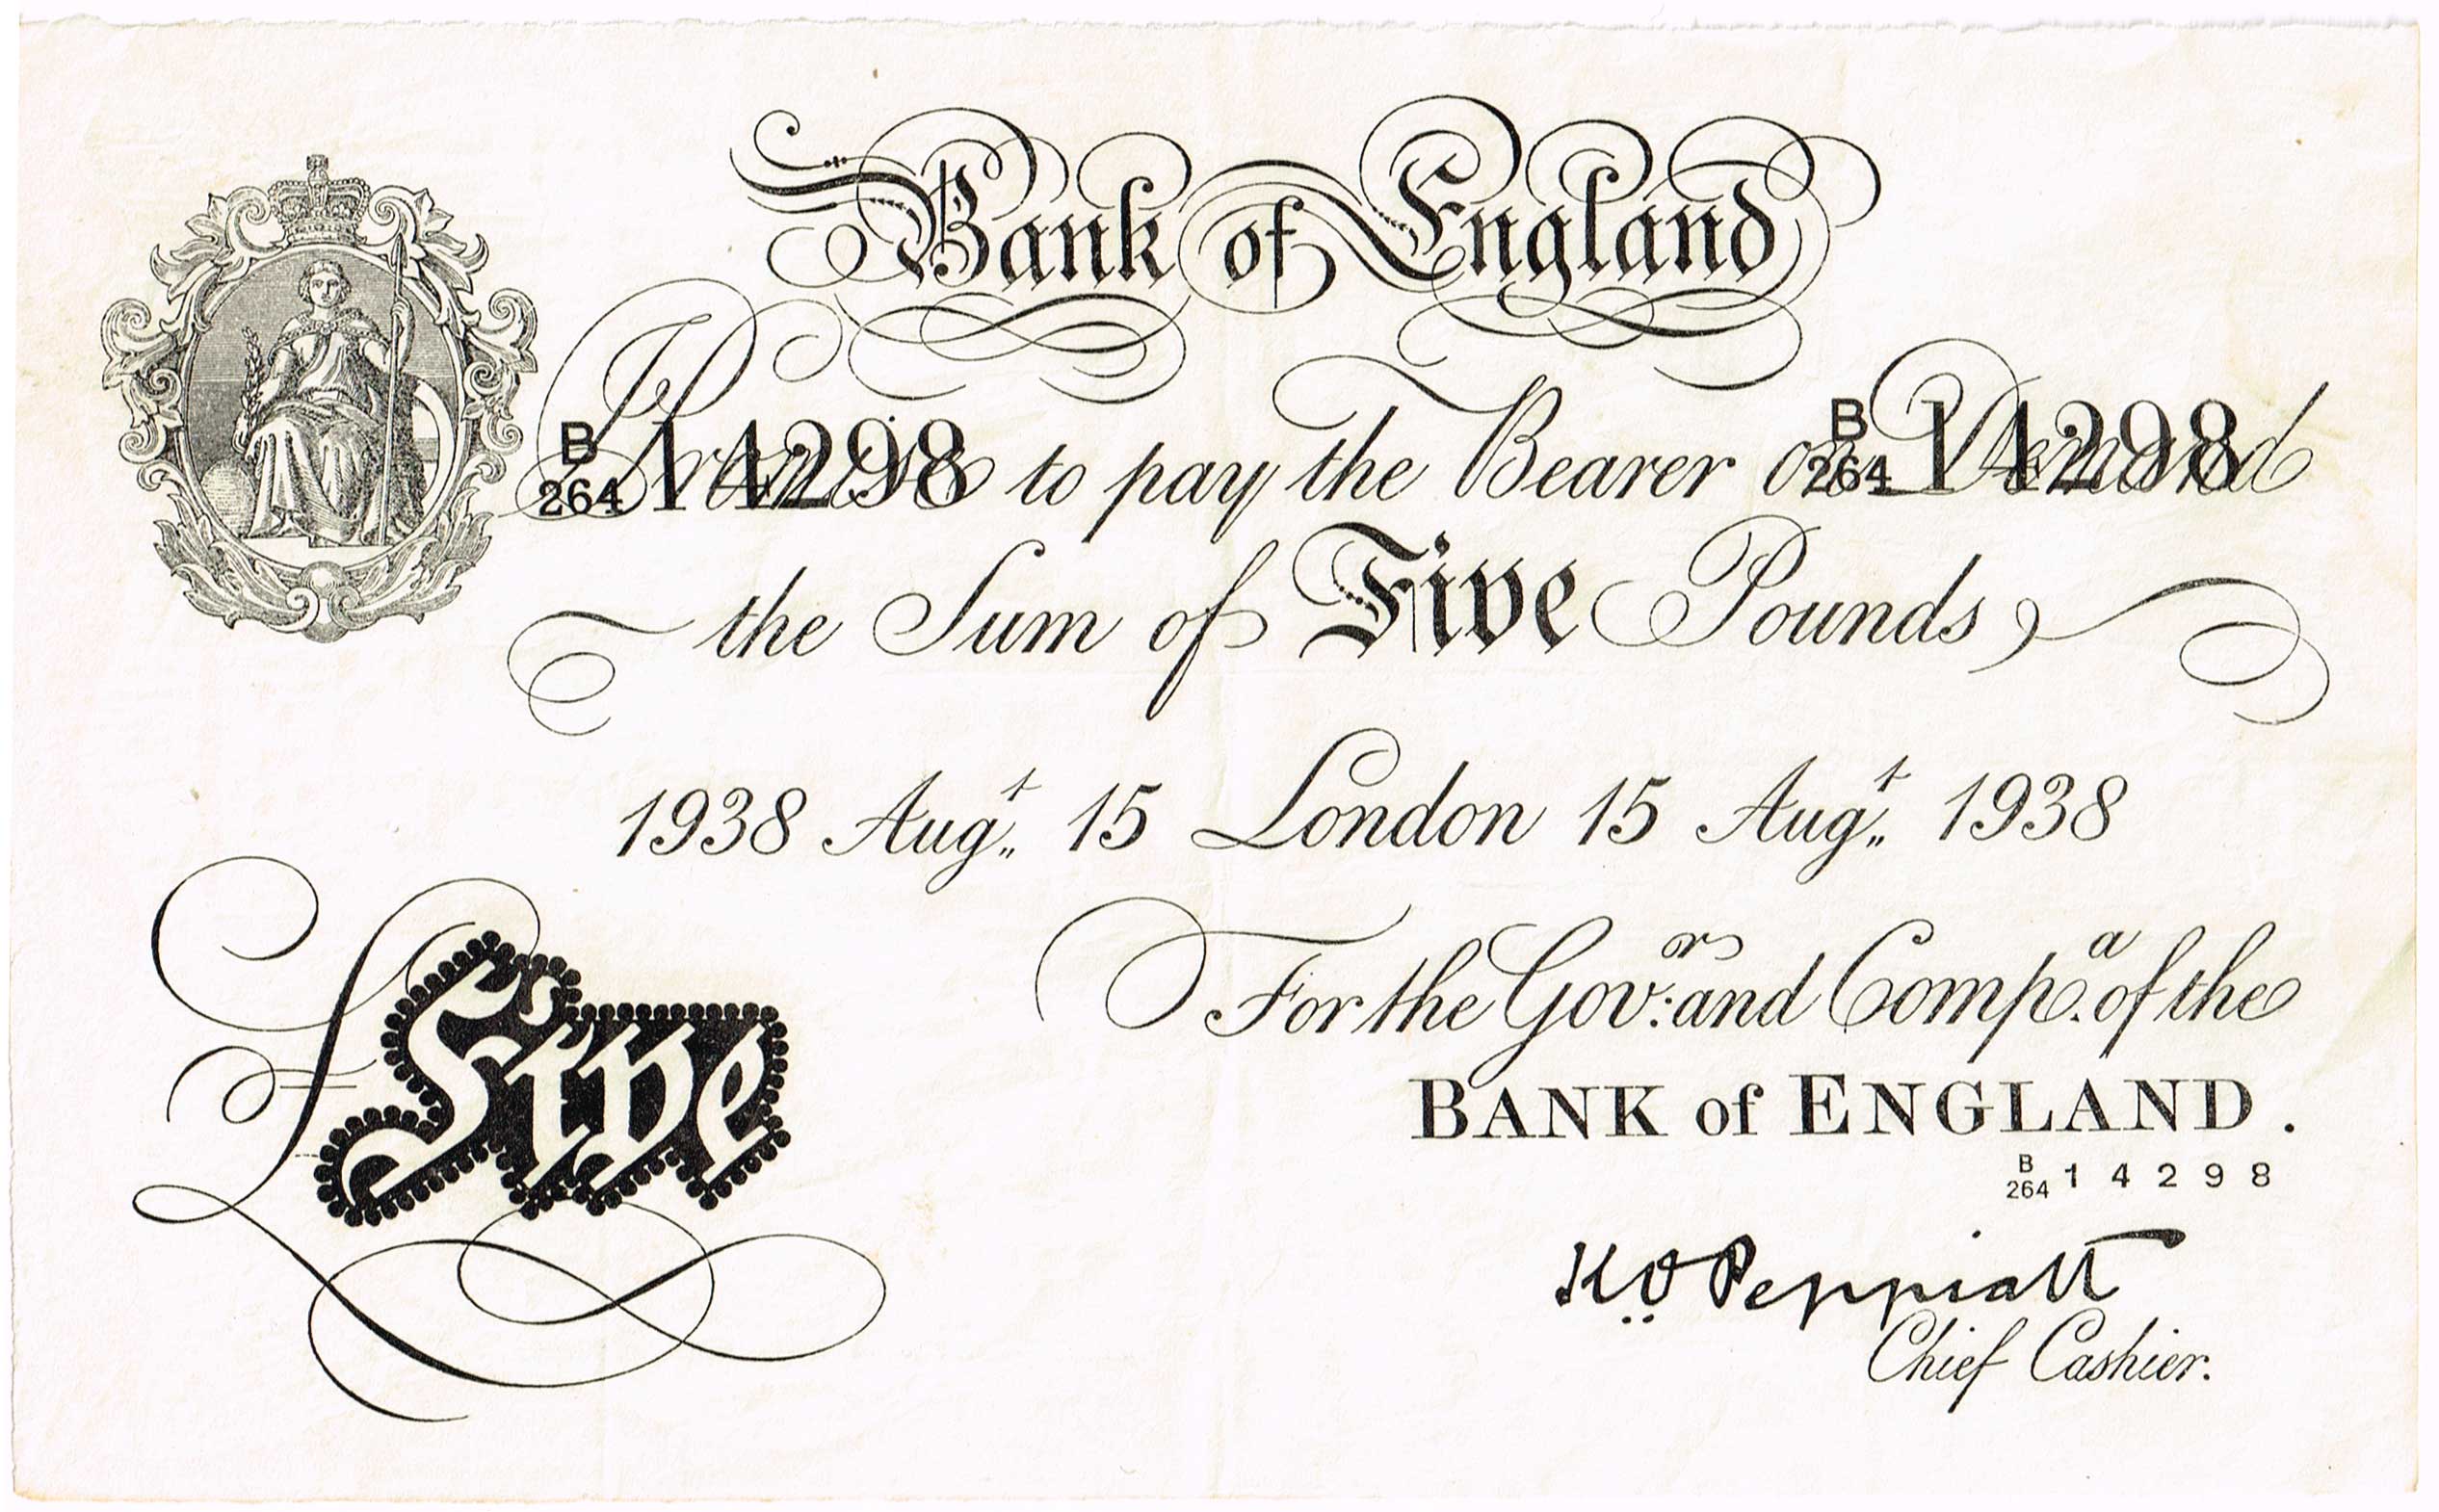 Bank of England
B 264 14298 B 264 14298
I Promise to pay the Bearer on Demand
the Sum of Five Pounds
1938 Augt 15 London 15 Augt 1938
For the Govr: and Compa. of the
BANK of ENGLAND.
B 264 14298
£Five
K O Peppiatt
Chief Cashier.